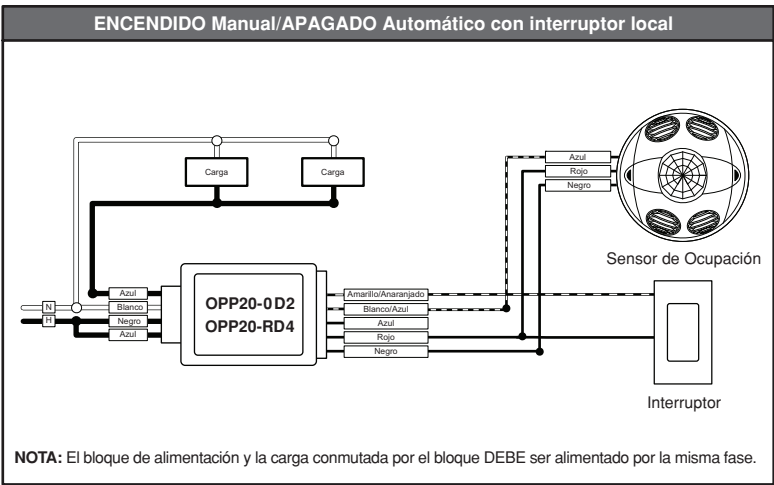 ENCENDIDO Manual/APAGADO Automático con interruptor local
Carga
Carga
Azul
Rojo
Negro
Sensor de Ocupación
N
H
Azul
Blanco
Negro
Azul
OPP20-0D2
OPP20-RD4
Amarillo/Anaranjado
Blanco/Azul
Azul
Rojo
Negro
Interruptor
NOTA: El bloque de alimentación y la carga conmutada por el bloque DEBE ser alimentado por la misma fase.